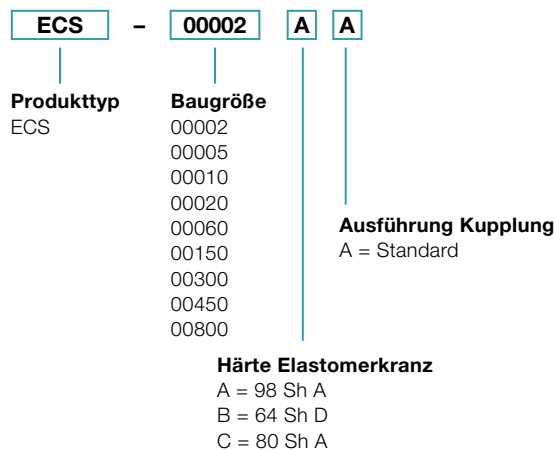 ECS – 00002 A A
Produkttyp
ECS
Baugröße
00002
00005
00010
00020
00060
00150
00300
00450
00800
Ausführung Kupplung
A = Standard
Härte Elastomerkranz
A = 98 Sh A
B = 64 Sh D
C = 80 Sh A